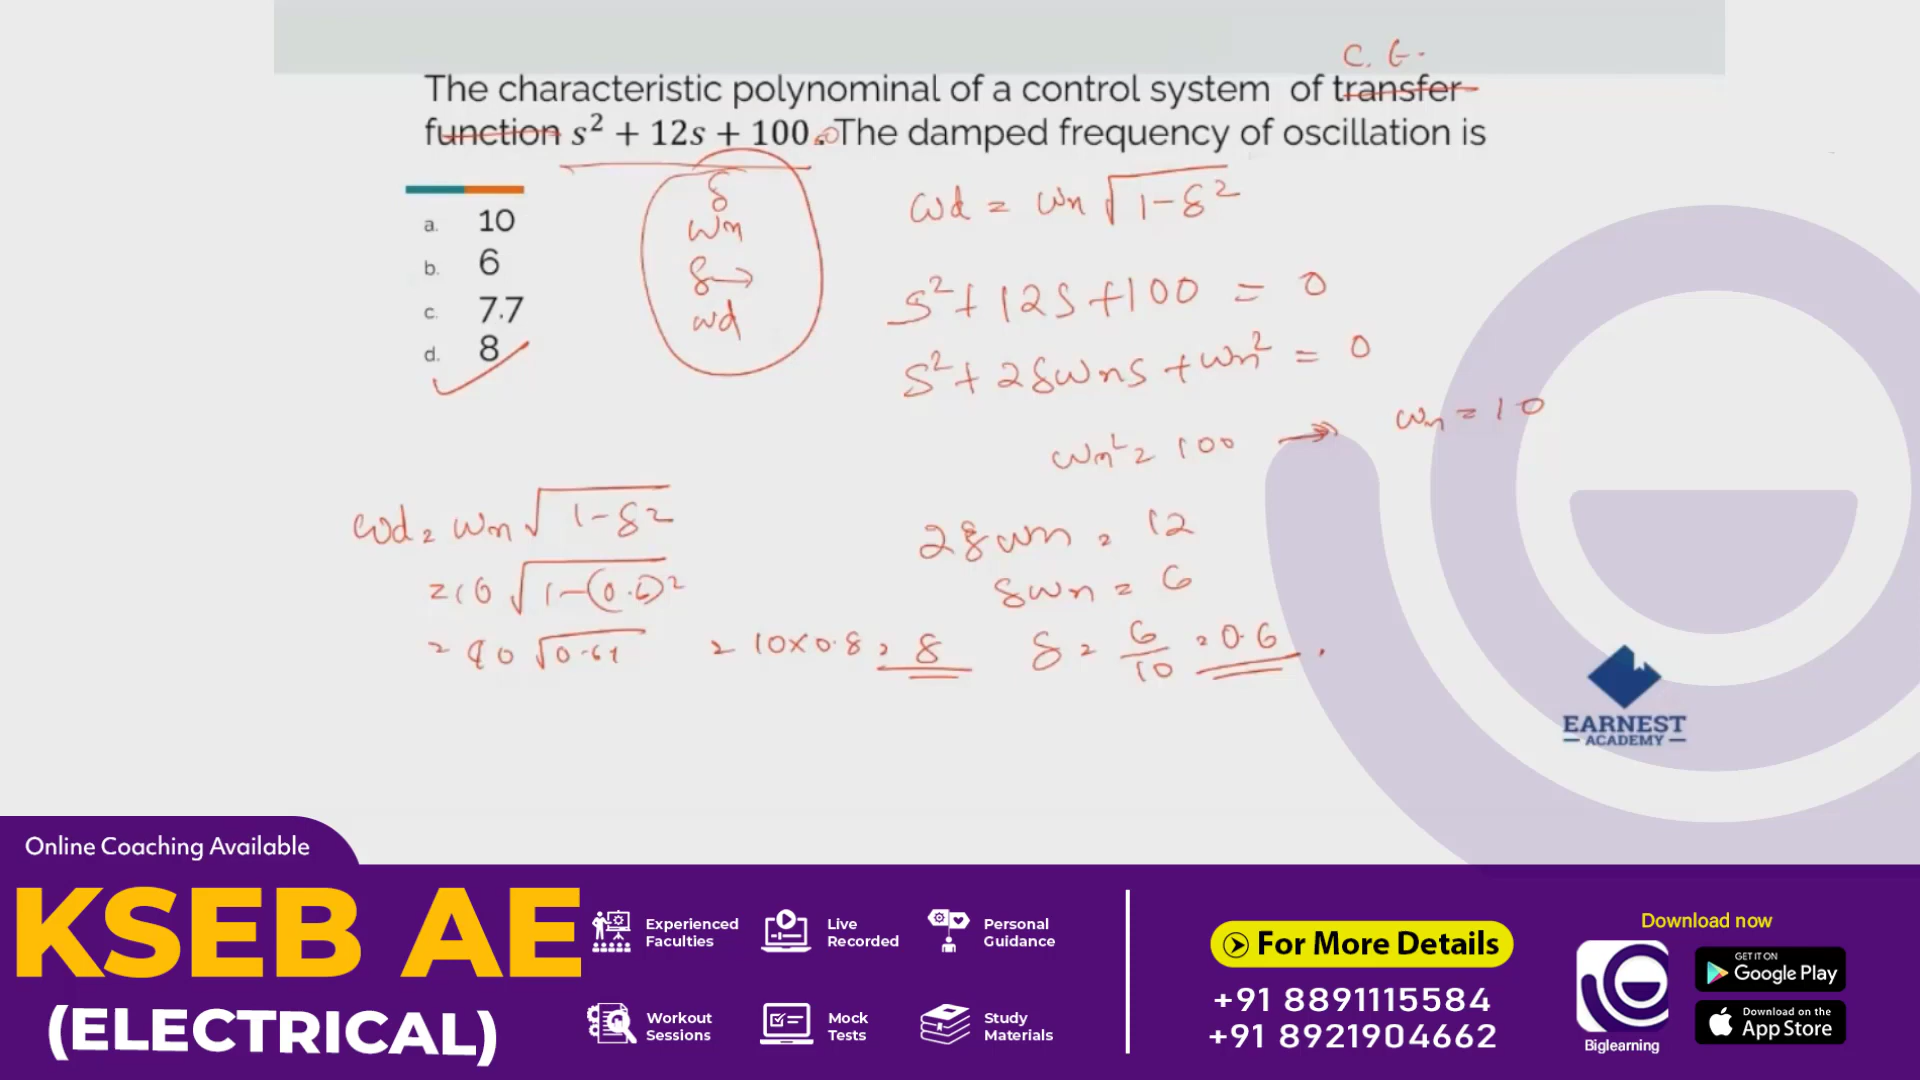 C. E.
The characteristic polynominal of a control system of transfer
function s² + 12s + 100. The damped frequency of oscillation is
a. 10
b. 6
c. 7.7
d. 8
δ
ωn
δ→
ωd
ωd = ωn √1-δ²
s² + 12s + 100 = 0
s² + 2δωns + ωn² = 0
ωn² = 100 → ωn = 10
2δωn = 12
δωn = 6
δ = 6/10 = 0.6
ωd = ωn √1-δ²
= 10 √1-(0.6)²
= 10 √0.64 = 10×0.8 = 8
EARNEST
ACADEMY
Online Coaching Available
KSEB AE
(ELECTRICAL)
Experienced
Faculties
Live
Recorded
Personal
Guidance
Workout
Sessions
Mock
Tests
Study
Materials
For More Details
+91 8891115584
+91 8921904662
Download now
Biglearning
GET IT ON
Google Play
Download on the
App Store